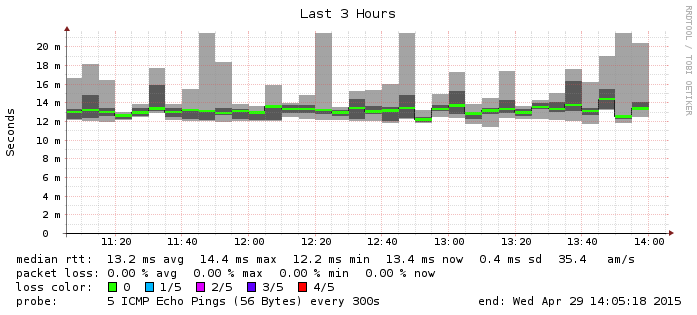 Last 3 Hours
RRDTOOL / TOBI OETIKER
Seconds
20 m
18 m
16 m
14 m
12 m
10 m
8 m
6 m
4 m
2 m
0
11:20 11:40 12:00 12:20 12:40 13:00 13:20 13:40 14:00
median rtt: 13.2 ms avg 14.4 ms max 12.2 ms min 13.4 ms now 0.4 ms sd 35.4 am/s
packet loss: 0.00 % avg 0.00 % max 0.00 % min 0.00 % now
loss color: 0 1/5 2/5 3/5 4/5
probe: 5 ICMP Echo Pings (56 Bytes) every 300s end: Wed Apr 29 14:05:18 2015